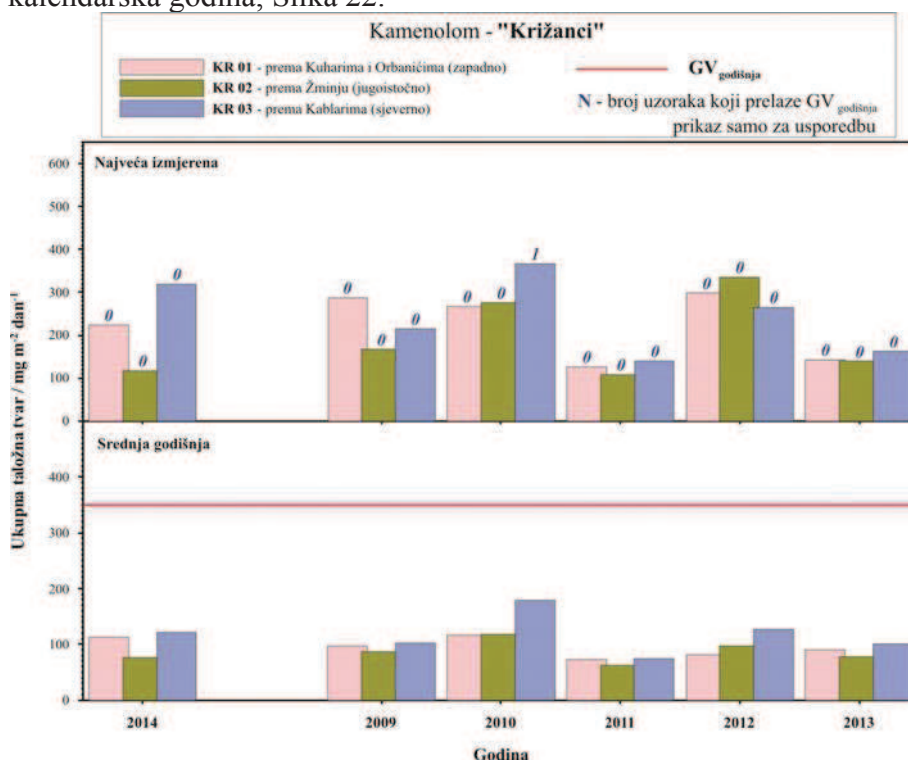 kalendarska godina, Slika 22.
Kamenolom - "Križanci"
KR 01 - prema Kuharima i Orbanićima (zapadno)
KR 02 - prema Žminju (jugoistočno)
KR 03 - prema Kablarima (sjeverno)
GV godišnja
N - broj uzoraka koji prelaze GV godišnja
prikaz samo za usporedbu
Ukupna taložna tvar / mg m⁻² dan⁻¹
Najveća izmjerena
600
500
400
300
200
100
0
0 0 0
0 0 0
0 0 1
0 0 0
0 0 0
0 0 0
Srednja godišnja
400
300
200
100
0
2014 2009 2010 2011 2012 2013
Godina